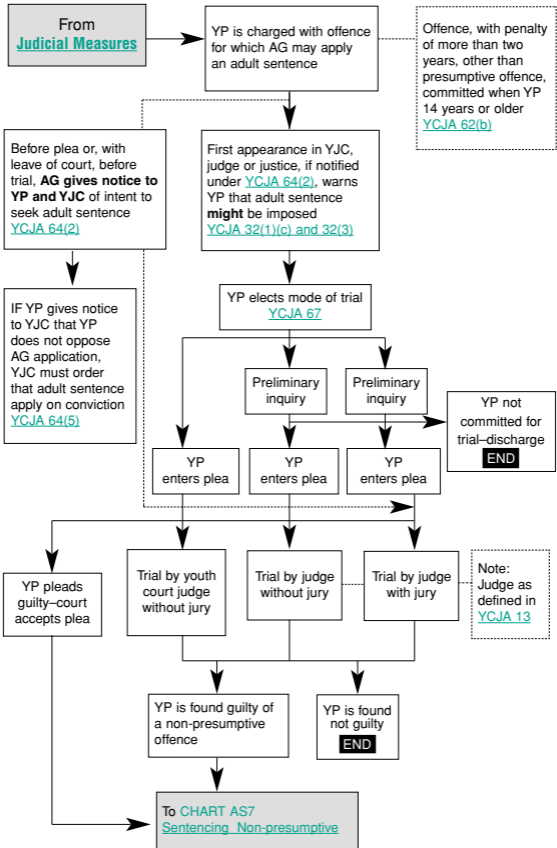 From
Judicial Measures
YP is charged with offence
for which AG may apply
an adult sentence
Offence, with penalty
of more than two
years, other than
presumptive offence,
committed when YP
14 years or older
YCJA 62(b)
Before plea or, with
leave of court, before
trial, AG gives notice to
YP and YJC of intent to
seek adult sentence
YCJA 64(2)
First appearance in YJC,
judge or justice, if notified
under YCJA 64(2), warns
YP that adult sentence
might be imposed
YCJA 32(1)(c) and 32(3)
IF YP gives notice
to YJC that YP
does not oppose
AG application,
YJC must order
that adult sentence
apply on conviction
YCJA 64(5)
YP elects mode of trial
YCJA 67
Preliminary
inquiry
Preliminary
inquiry
YP not
committed for
trial–discharge
END
YP
enters plea
YP
enters plea
YP
enters plea
YP pleads
guilty–court
accepts plea
Trial by youth
court judge
without jury
Trial by judge
without jury
Trial by judge
with jury
Note:
Judge as
defined in
YCJA 13
YP is found guilty of
a non-presumptive
offence
YP is found
not guilty
END
To CHART AS7
Sentencing Non-presumptive